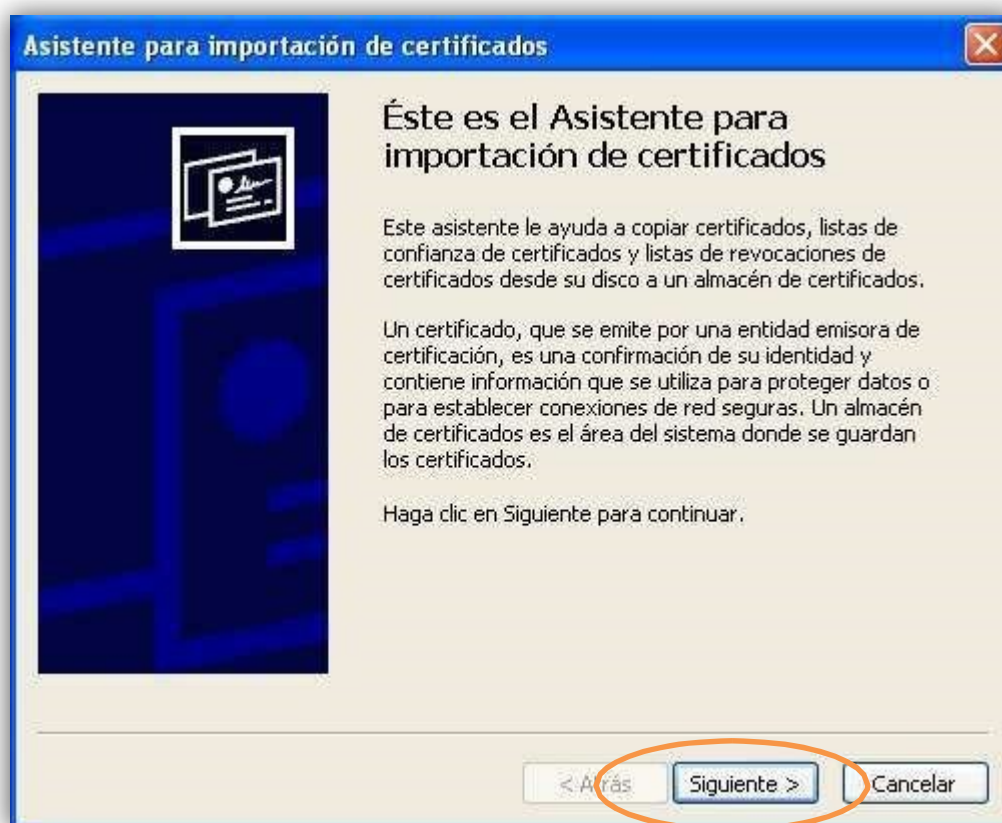 Asistente para importación de certificados
Éste es el Asistente para
importación de certificados
Este asistente le ayuda a copiar certificados, listas de
confianza de certificados y listas de revocaciones de
certificados desde su disco a un almacén de certificados.
Un certificado, que se emite por una entidad emisora de
certificación, es una confirmación de su identidad y
contiene información que se utiliza para proteger datos o
para establecer conexiones de red seguras. Un almacén
de certificados es el área del sistema donde se guardan
los certificados.
Haga clic en Siguiente para continuar.
< Atrás Siguiente > Cancelar